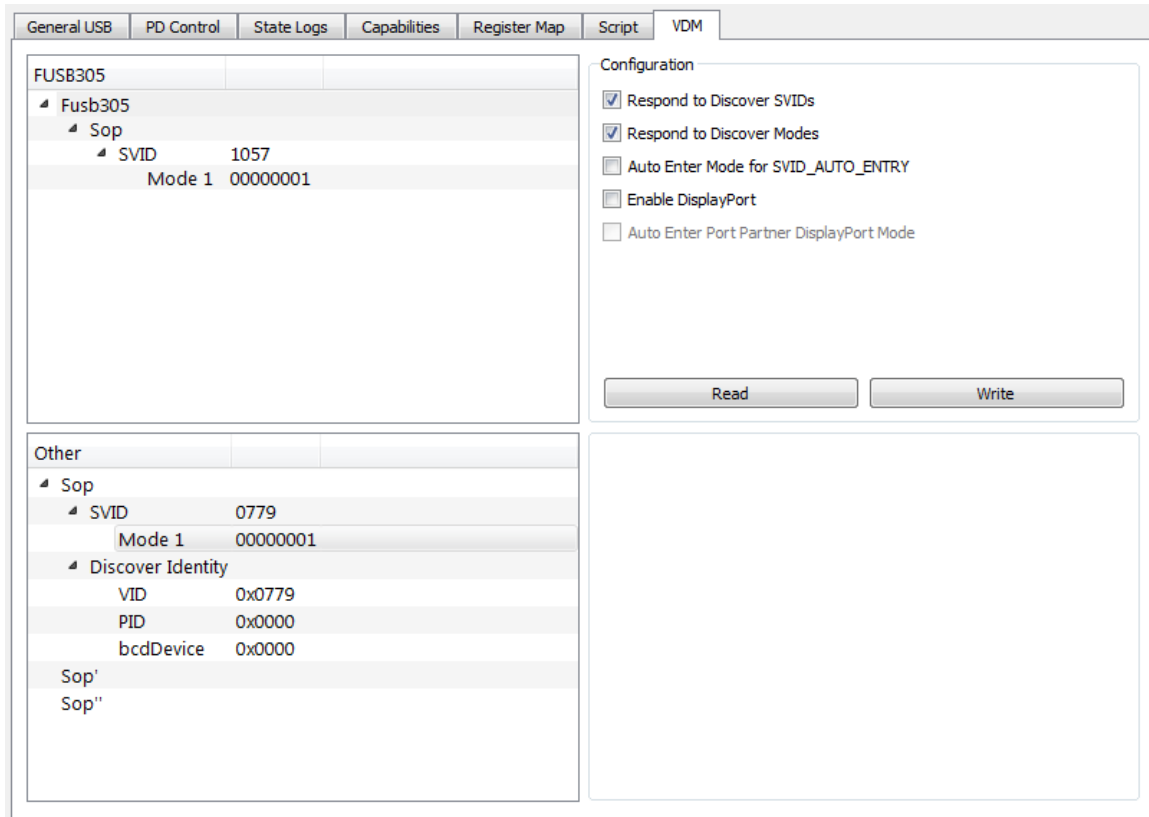 General USB PD Control State Logs Capabilities Register Map Script VDM
FUSB305
Fusb305
Sop
SVID 1057
Mode 1 00000001
Configuration
Respond to Discover SVIDs
Respond to Discover Modes
Auto Enter Mode for SVID_AUTO_ENTRY
Enable DisplayPort
Auto Enter Port Partner DisplayPort Mode
Read Write
Other
Sop
SVID 0779
Mode 1 00000001
Discover Identity
VID 0x0779
PID 0x0000
bcdDevice 0x0000
Sop'
Sop"